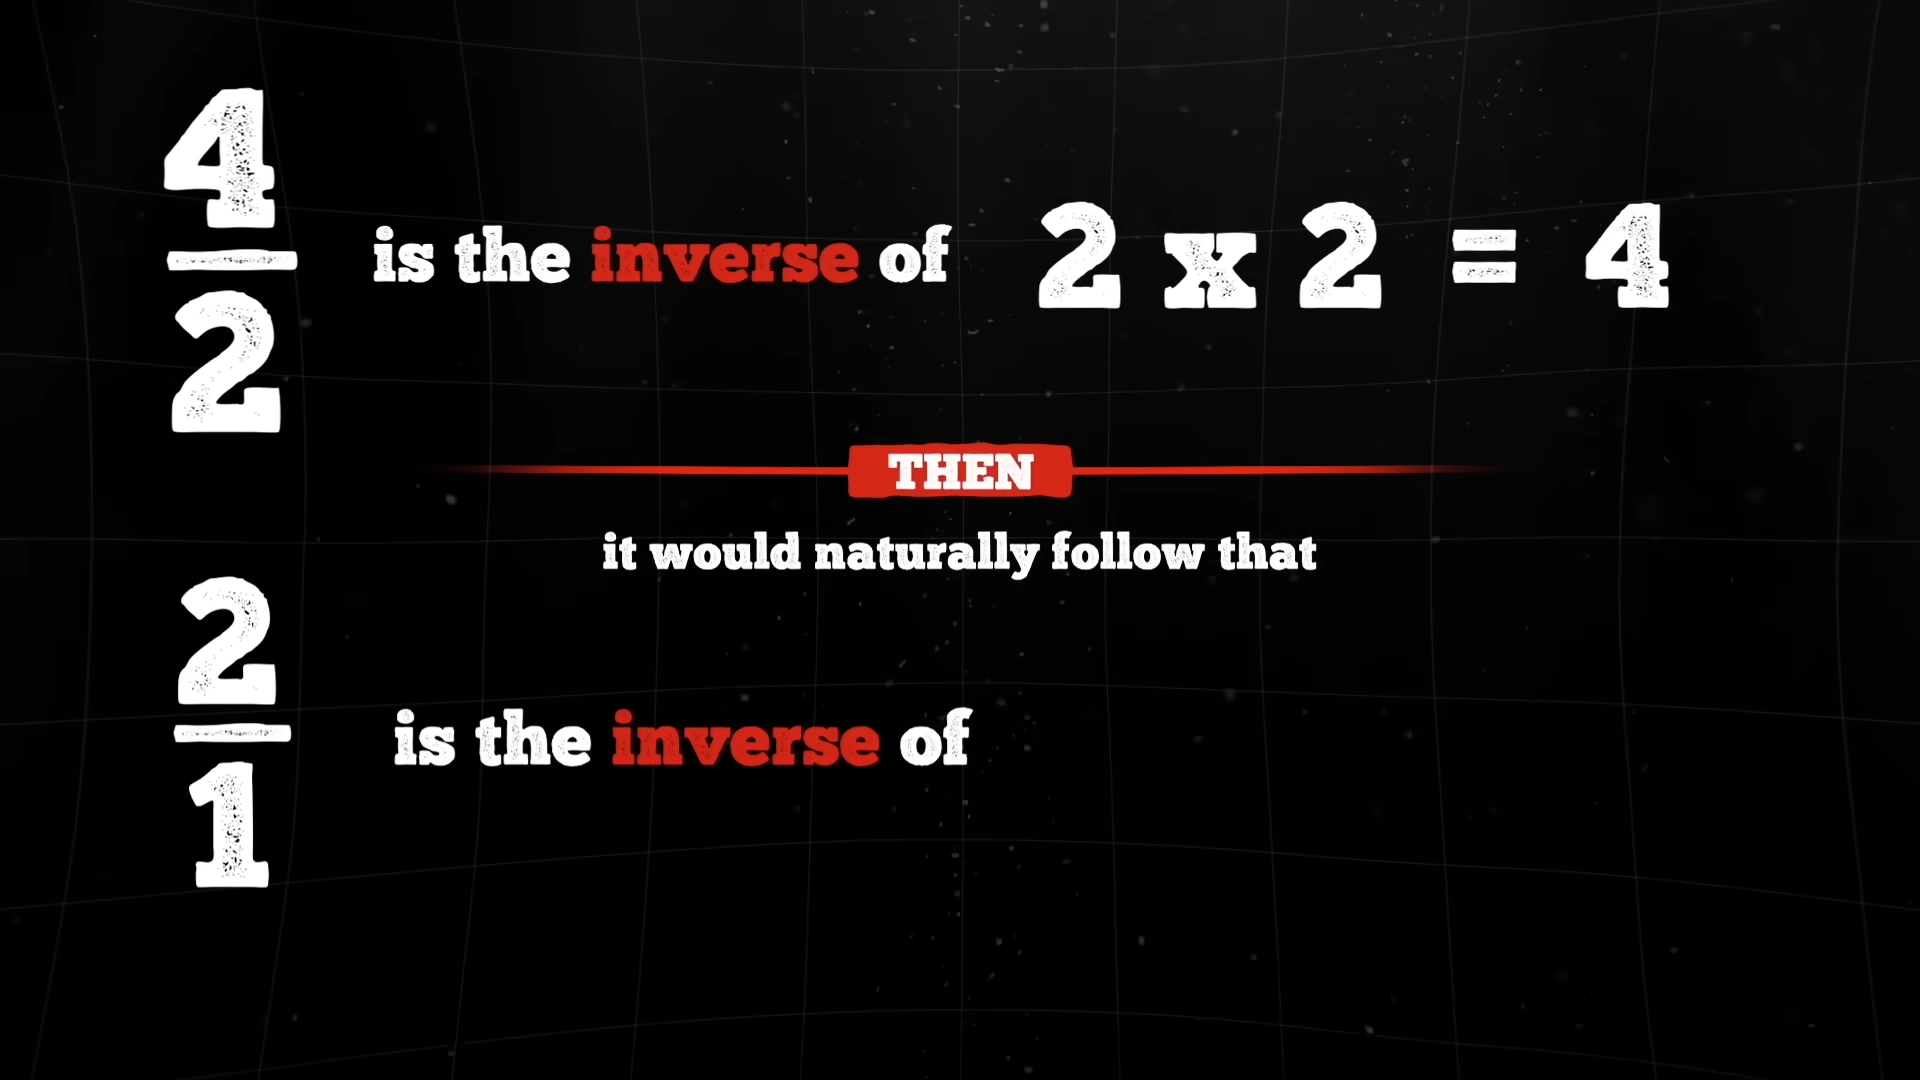 4
2
is the inverse of
2 x 2 = 4
THEN
it would naturally follow that
2
1
is the inverse of